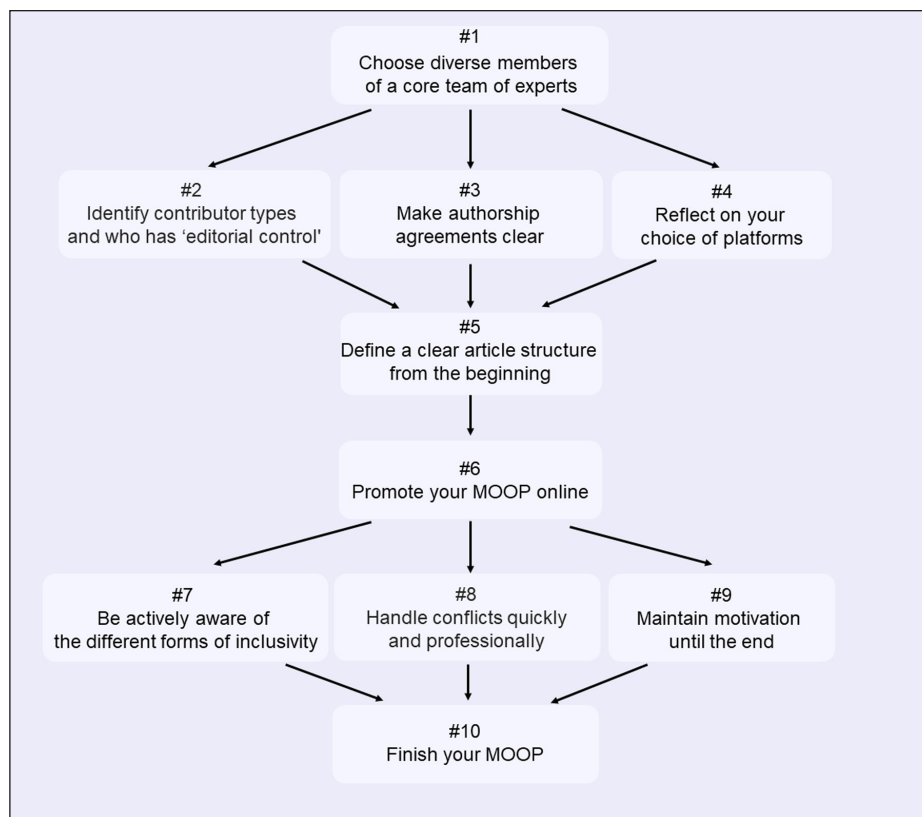 #1
Choose diverse members
of a core team of experts
#2
Identify contributor types
and who has ‘editorial control'
#3
Make authorship
agreements clear
#4
Reflect on your
choice of platforms
#5
Define a clear article structure
from the beginning
#6
Promote your MOOP online
#7
Be actively aware of
the different forms of inclusivity
#8
Handle conflicts quickly
and professionally
#9
Maintain motivation
until the end
#10
Finish your MOOP